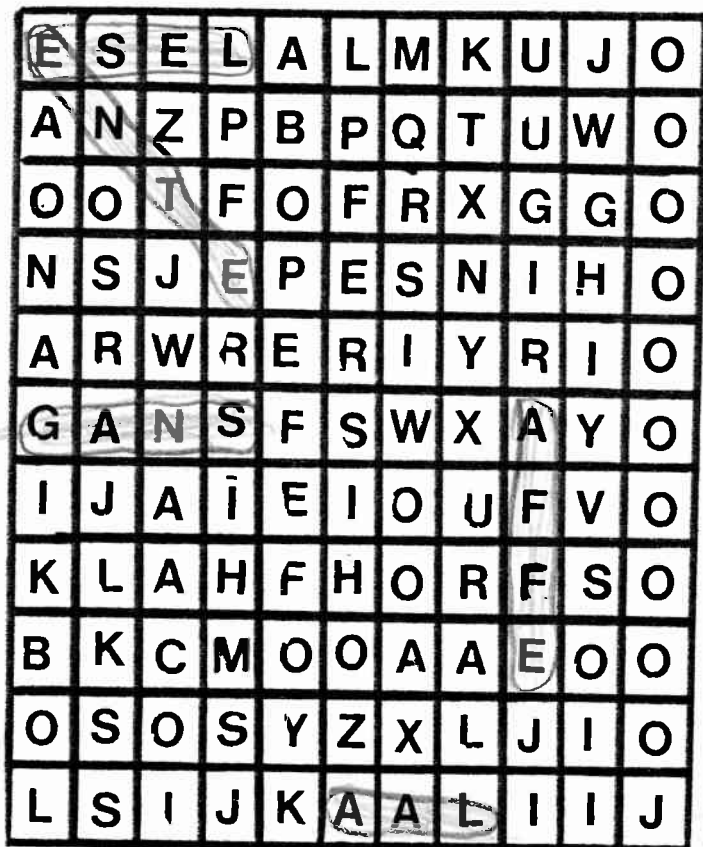 E S E L A L M K U J O
A N Z P B P Q T U W O
O O T F O F R X G G O
N S J E P E S N I H O
A R W R E R I Y R I O
G A N S F S W X A Y O
I J A I E I O U F V O
K L A H F H O R F S O
B K C M O O A A E O O
O S O S Y Z X L J I O
L S I J K A A L I I J